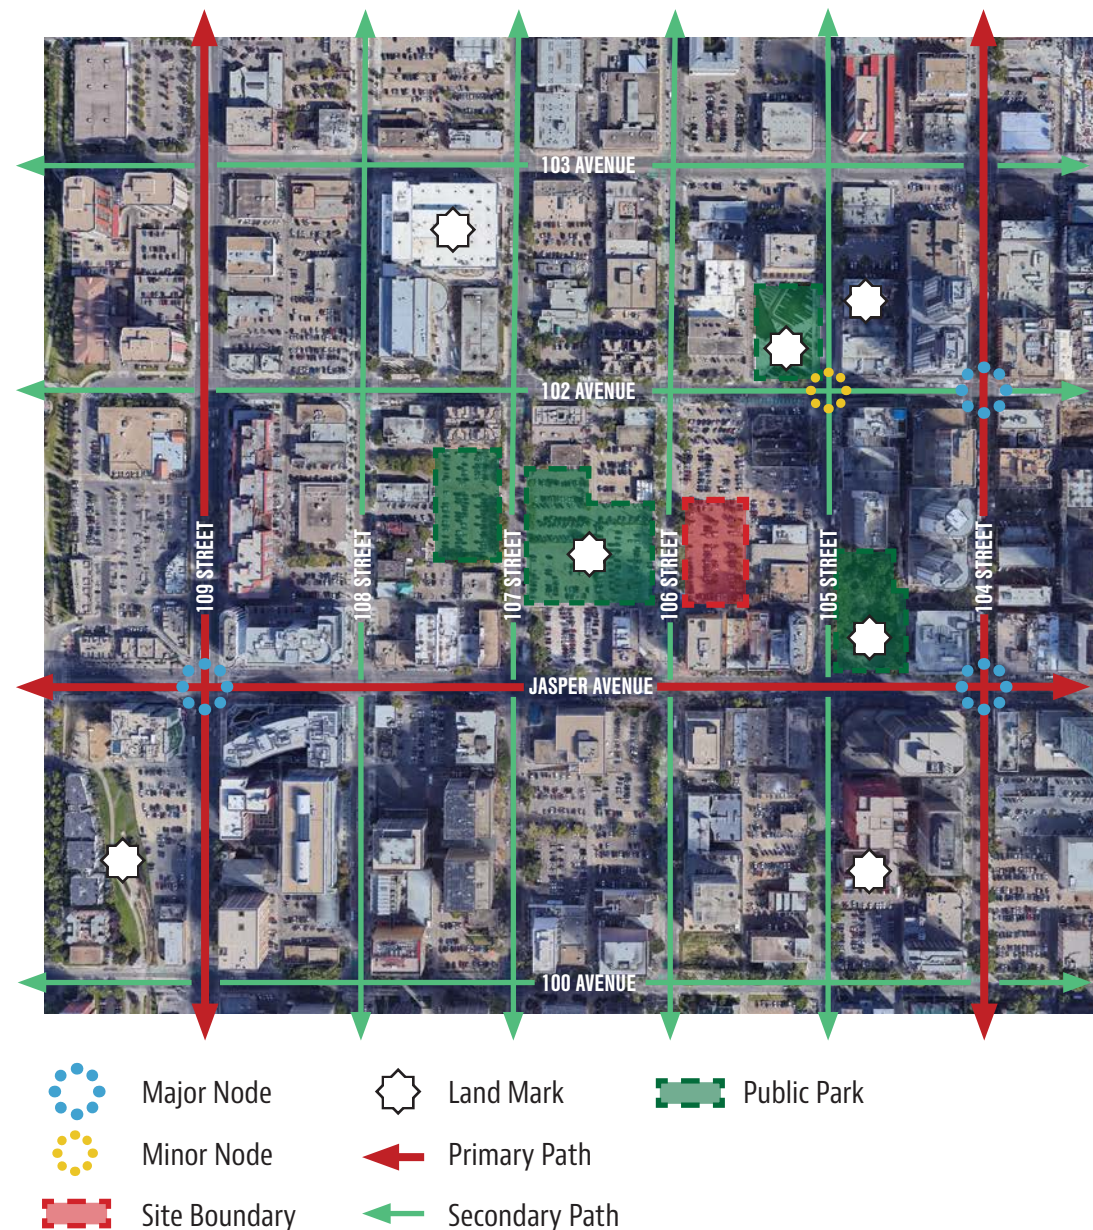 103 AVENUE
102 AVENUE
109 STREET
108 STREET
107 STREET
106 STREET
105 STREET
104 STREET
JASPER AVENUE
100 AVENUE
Major Node
Land Mark
Public Park
Minor Node
Primary Path
Site Boundary
Secondary Path